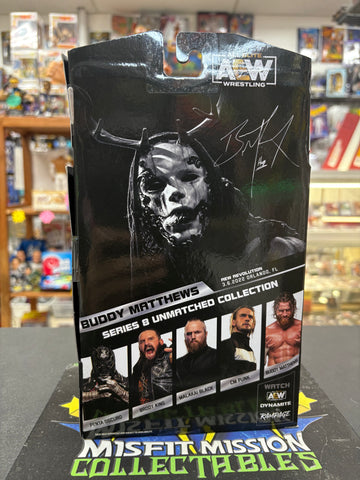 AEW
WRESTLING
AEW REVOLUTION
3.6.2022 ORLANDO, FL
BUDDY MATTHEWS
SERIES 8 UNMATCHED COLLECTION
PENTA OSCURO
BRODY KING
MALAKAI BLACK
CM PUNK
BUDDY MATTHEWS
WATCH
AEW
DYNAMITE
RAMPAGE
MISFIT MISSION
COLLECTABLES